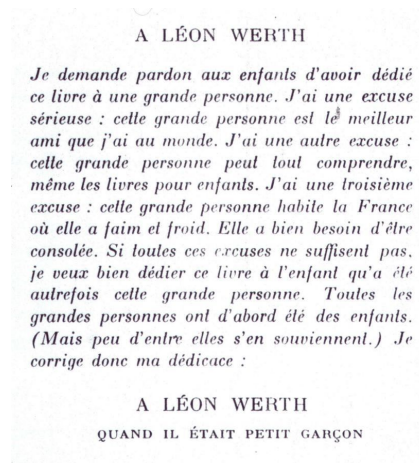 A LÉON WERTH
Je demande pardon aux enfants d'avoir dédié
ce livre à une grande personne. J'ai une excuse
sérieuse : cette grande personne est le meilleur
ami que j'ai au monde. J'ai une autre excuse :
cette grande personne peut tout comprendre,
même les livres pour enfants. J'ai une troisième
excuse : cette grande personne habite la France
où elle a faim et froid. Elle a bien besoin d'être
consolée. Si toutes ces excuses ne suffisent pas,
je veux bien dédier ce livre à l'enfant qu'a été
autrefois cette grande personne. Toutes les
grandes personnes ont d'abord été des enfants.
(Mais peu d'entre elles s'en souviennent.) Je
corrige donc ma dédicace :
A LÉON WERTH
QUAND IL ÉTAIT PETIT GARÇON